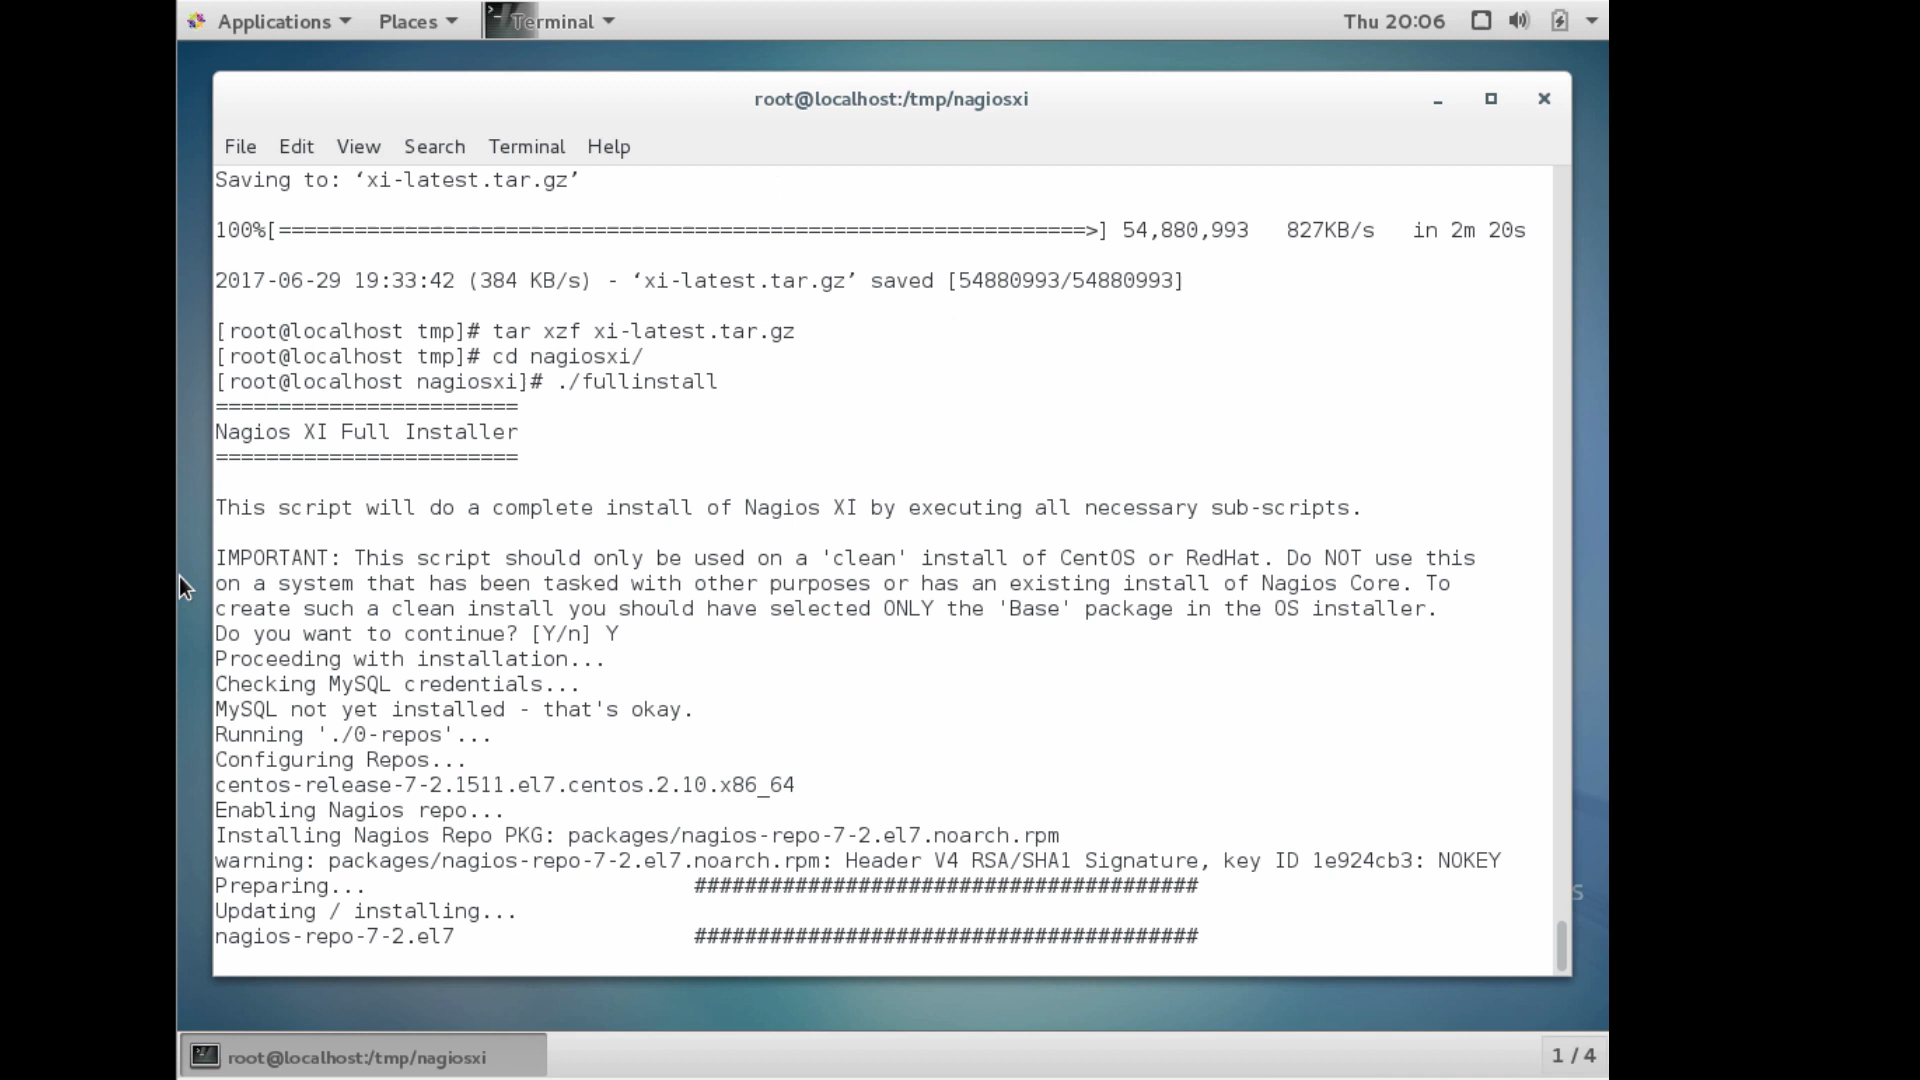 Applications Places Terminal Thu 20:06
root@localhost:/tmp/nagiosxi
File Edit View Search Terminal Help
Saving to: ‘xi-latest.tar.gz’
100%[================================================================>] 54,880,993 827KB/s in 2m 20s
2017-06-29 19:33:42 (384 KB/s) - ‘xi-latest.tar.gz’ saved [54880993/54880993]
[root@localhost tmp]# tar xzf xi-latest.tar.gz
[root@localhost tmp]# cd nagiosxi/
[root@localhost nagiosxi]# ./fullinstall
========================
Nagios XI Full Installer
========================
This script will do a complete install of Nagios XI by executing all necessary sub-scripts.
IMPORTANT: This script should only be used on a 'clean' install of CentOS or RedHat. Do NOT use this
on a system that has been tasked with other purposes or has an existing install of Nagios Core. To
create such a clean install you should have selected ONLY the 'Base' package in the OS installer.
Do you want to continue? [Y/n] Y
Proceeding with installation...
Checking MySQL credentials...
MySQL not yet installed - that's okay.
Running './0-repos'...
Configuring Repos...
centos-release-7-2.1511.el7.centos.2.10.x86_64
Enabling Nagios repo...
Installing Nagios Repo PKG: packages/nagios-repo-7-2.el7.noarch.rpm
warning: packages/nagios-repo-7-2.el7.noarch.rpm: Header V4 RSA/SHA1 Signature, key ID 1e924cb3: NOKEY
Preparing... ########################################
Updating / installing...
nagios-repo-7-2.el7 ########################################
root@localhost:/tmp/nagiosxi 1 / 4